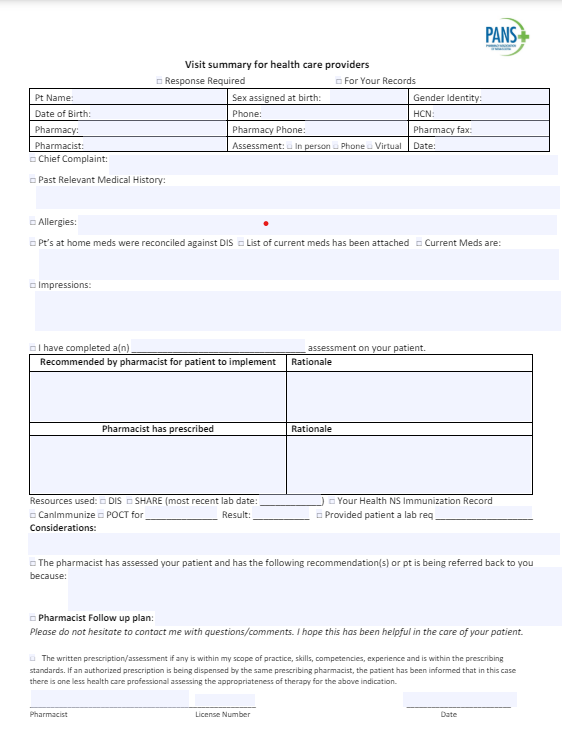 PANS
Visit summary for health care providers
☐ Response Required ☐ For Your Records
Pt Name: Sex assigned at birth: Gender Identity:
Date of Birth: Phone: HCN:
Pharmacy: Pharmacy Phone: Pharmacy fax:
Pharmacist: Assessment: ☐ In person ☐ Phone ☐ Virtual Date:
☐ Chief Complaint:
☐ Past Relevant Medical History:
☐ Allergies:
☐ Pt's at home meds were reconciled against DIS ☐ List of current meds has been attached ☐ Current Meds are:
☐ Impressions:
☐ I have completed a(n) ______________ assessment on your patient.
Recommended by pharmacist for patient to implement Rationale
Pharmacist has prescribed Rationale
Resources used: ☐ DIS ☐ SHARE (most recent lab date: __________) ☐ Your Health NS Immunization Record
☐ CanImmunize ☐ POCT for __________ Result: __________ ☐ Provided patient a lab req __________
Considerations:
☐ The pharmacist has assessed your patient and has the following recommendation(s) or pt is being referred back to you
because:
☐ Pharmacist Follow up plan:
Please do not hesitate to contact me with questions/comments. I hope this has been helpful in the care of your patient.
☐ The written prescription/assessment if any is within my scope of practice, skills, competencies, experience and is within the prescribing
standards. If an authorized prescription is being dispensed by the same prescribing pharmacist, the patient has been informed that in this case
there is one less health care professional assessing the appropriateness of therapy for the above indication.
Pharmacist License Number Date